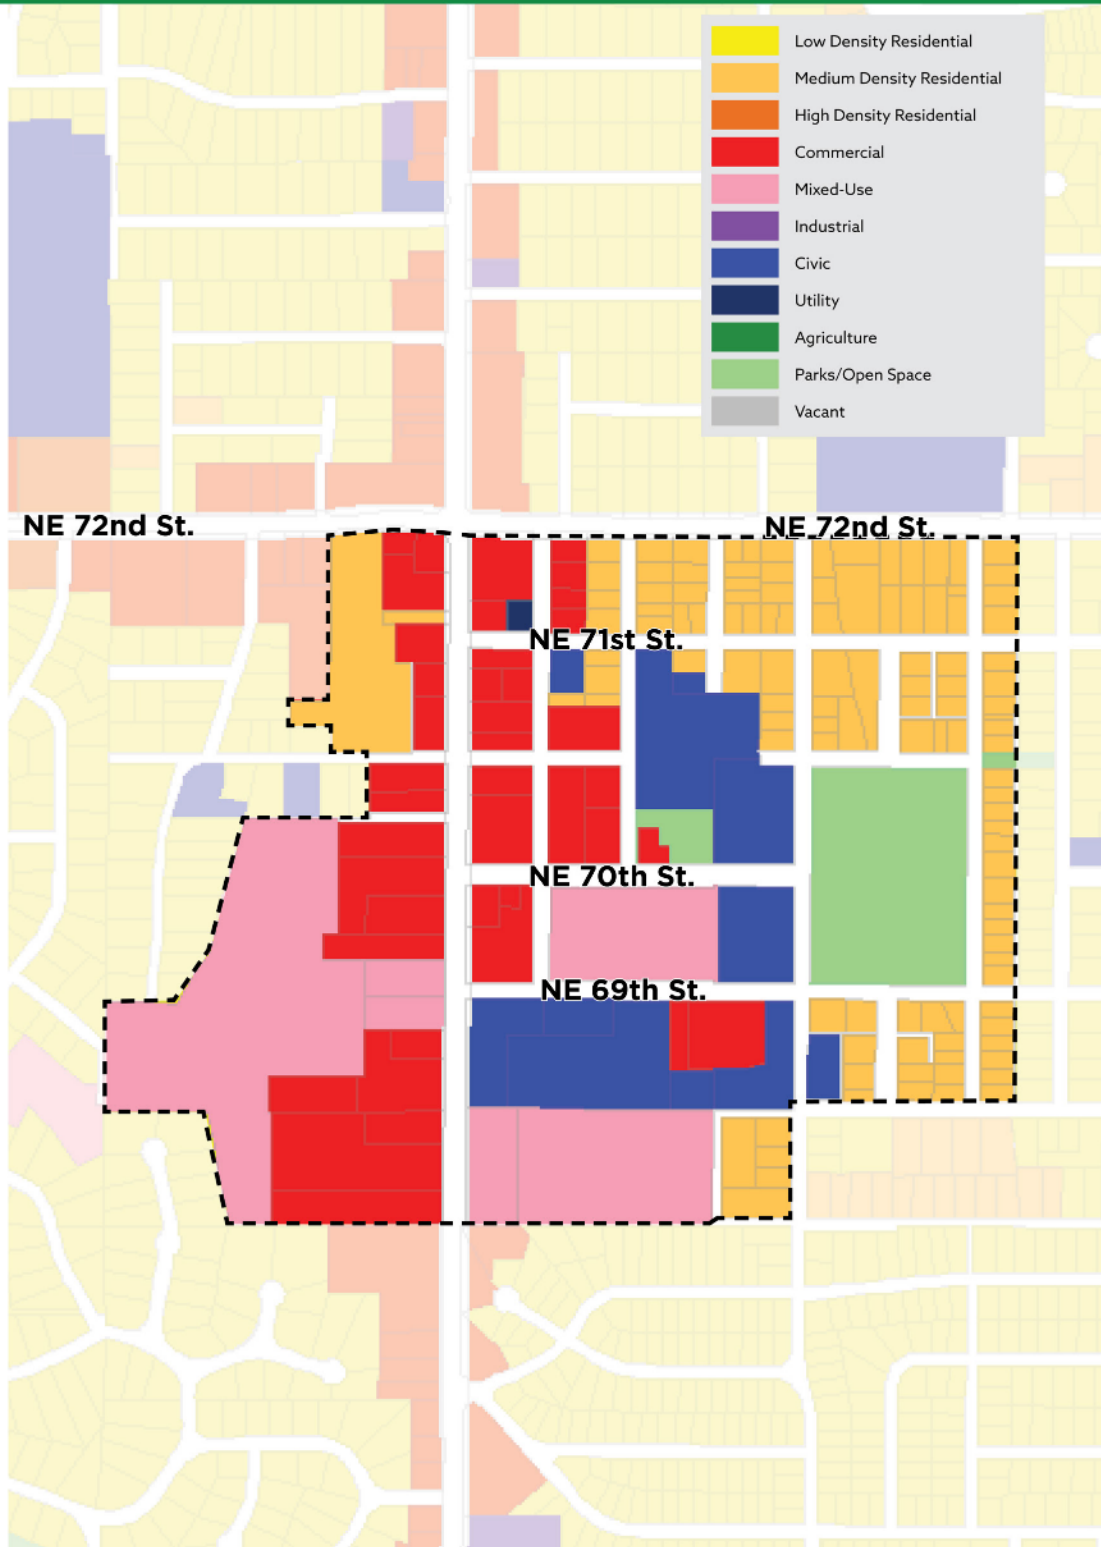 Low Density Residential
Medium Density Residential
High Density Residential
Commercial
Mixed-Use
Industrial
Civic
Utility
Agriculture
Parks/Open Space
Vacant
NE 72nd St.
NE 72nd St.
NE 71st St.
NE 70th St.
NE 69th St.